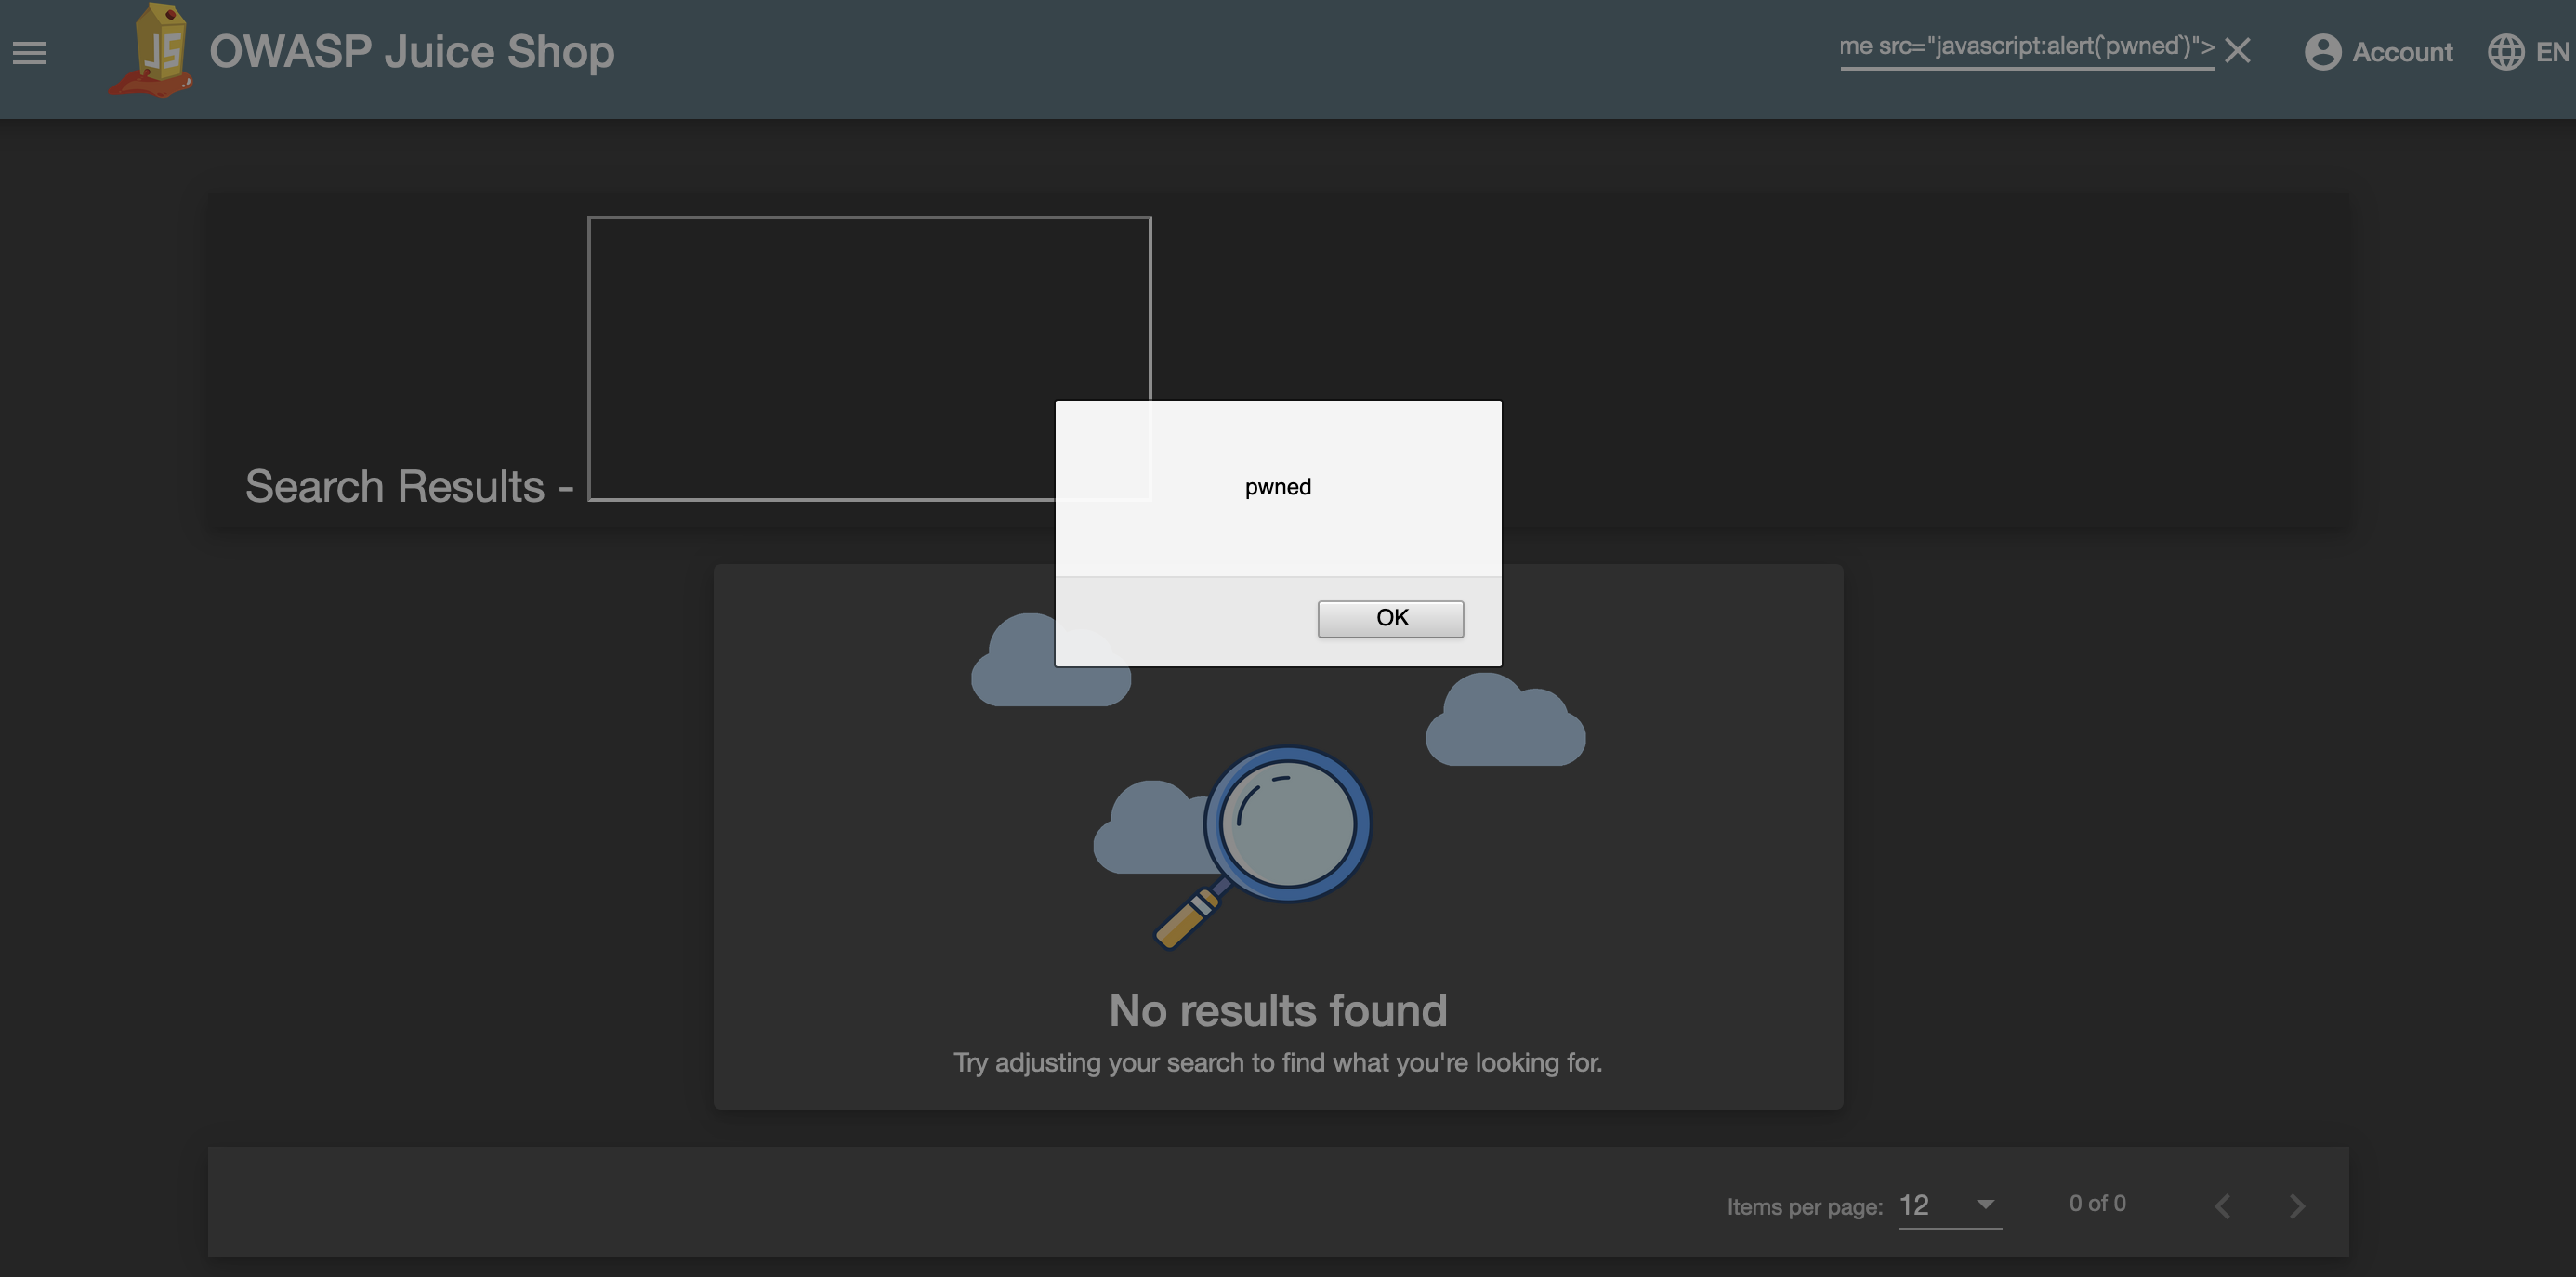 JS
OWASP Juice Shop
me src="javascript:alert(`pwned`)">
Account
EN
Search Results -
pwned
OK
No results found
Try adjusting your search to find what you're looking for.
Items per page: 12
0 of 0